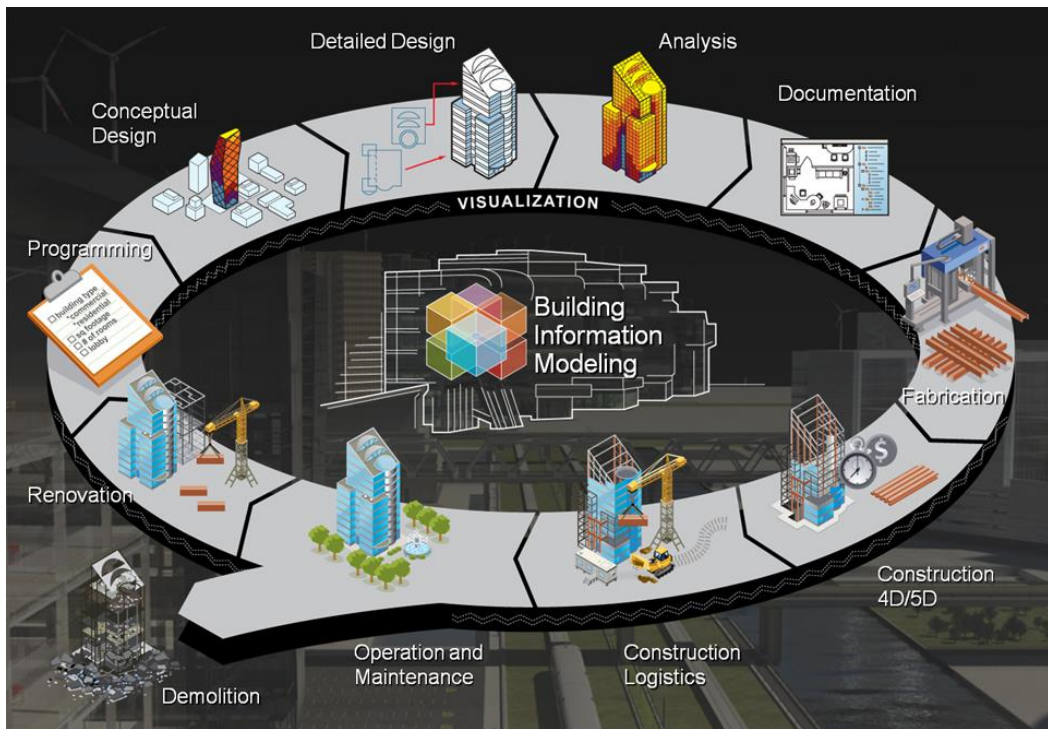 Detailed Design
Analysis
Documentation
Conceptual
Design
VISUALIZATION
Programming
building type
*commercial
*residential
sq footage
# of rooms
lobby
Building
Information
Modeling
Fabrication
Renovation
Construction
4D/5D
Operation and
Maintenance
Construction
Logistics
Demolition
$